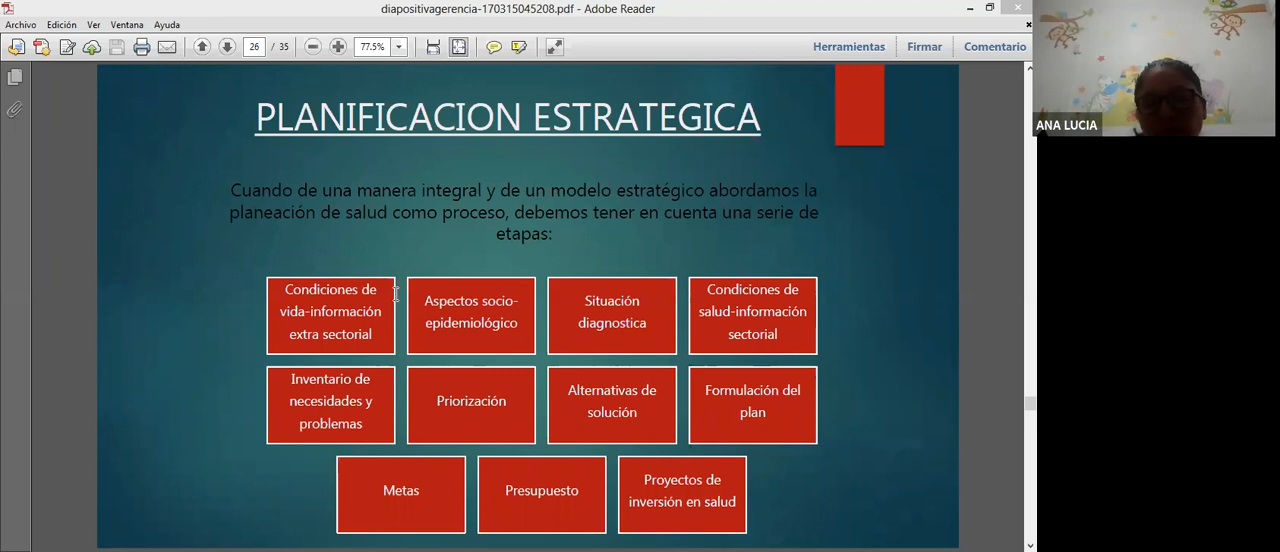 diapositivagerencia-170315045208.pdf - Adobe Reader
Archivo Edición Ver Ventana Ayuda
26 / 35 77.5% Herramientas Firmar Comentario
ANA LUCIA
PLANIFICACION ESTRATEGICA
Cuando de una manera integral y de un modelo estratégico abordamos la
planeación de salud como proceso, debemos tener en cuenta una serie de
etapas:
Condiciones de
vida-información
extra sectorial
Aspectos socio-
epidemiológico
Situación
diagnostica
Condiciones de
salud-información
sectorial
Inventario de
necesidades y
problemas
Priorización
Alternativas de
solución
Formulación del
plan
Metas
Presupuesto
Proyectos de
inversión en salud